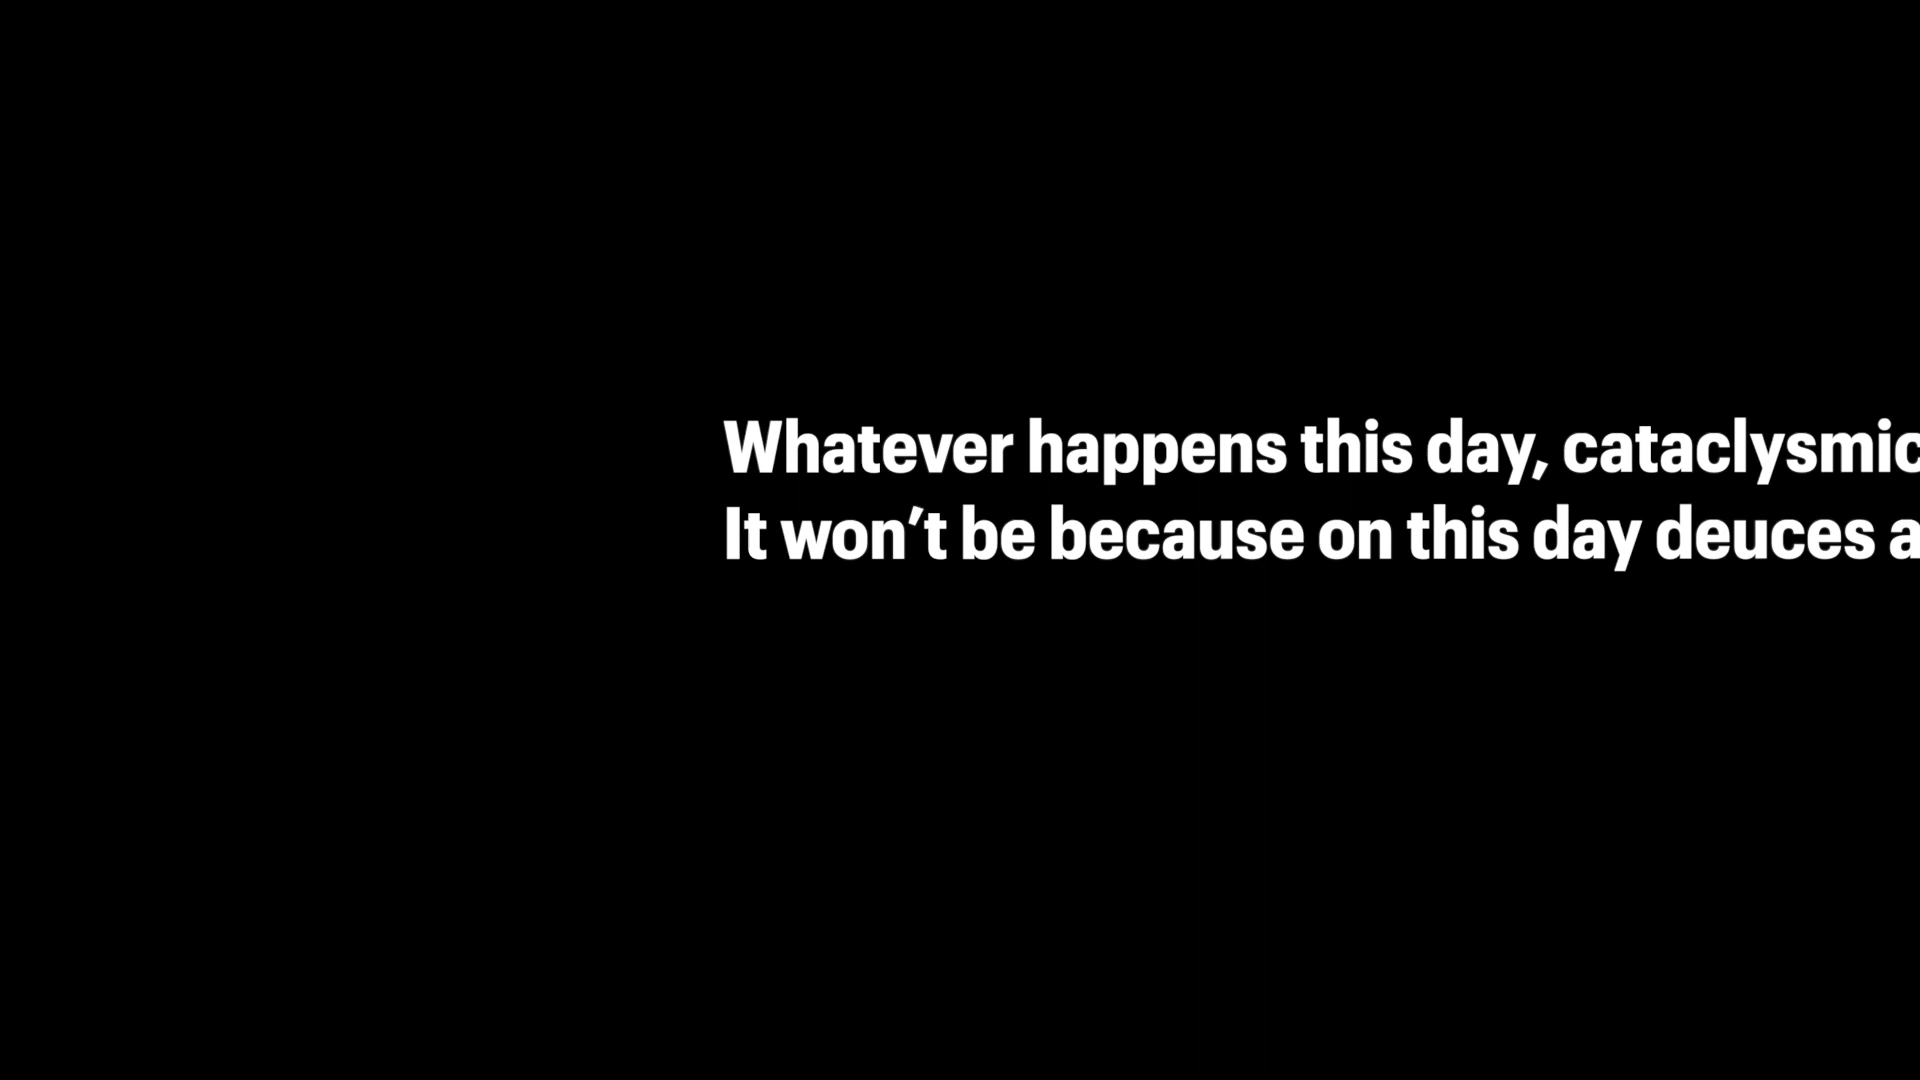 Whatever happens this day, cataclysmic
It won’t be because on this day deuces a